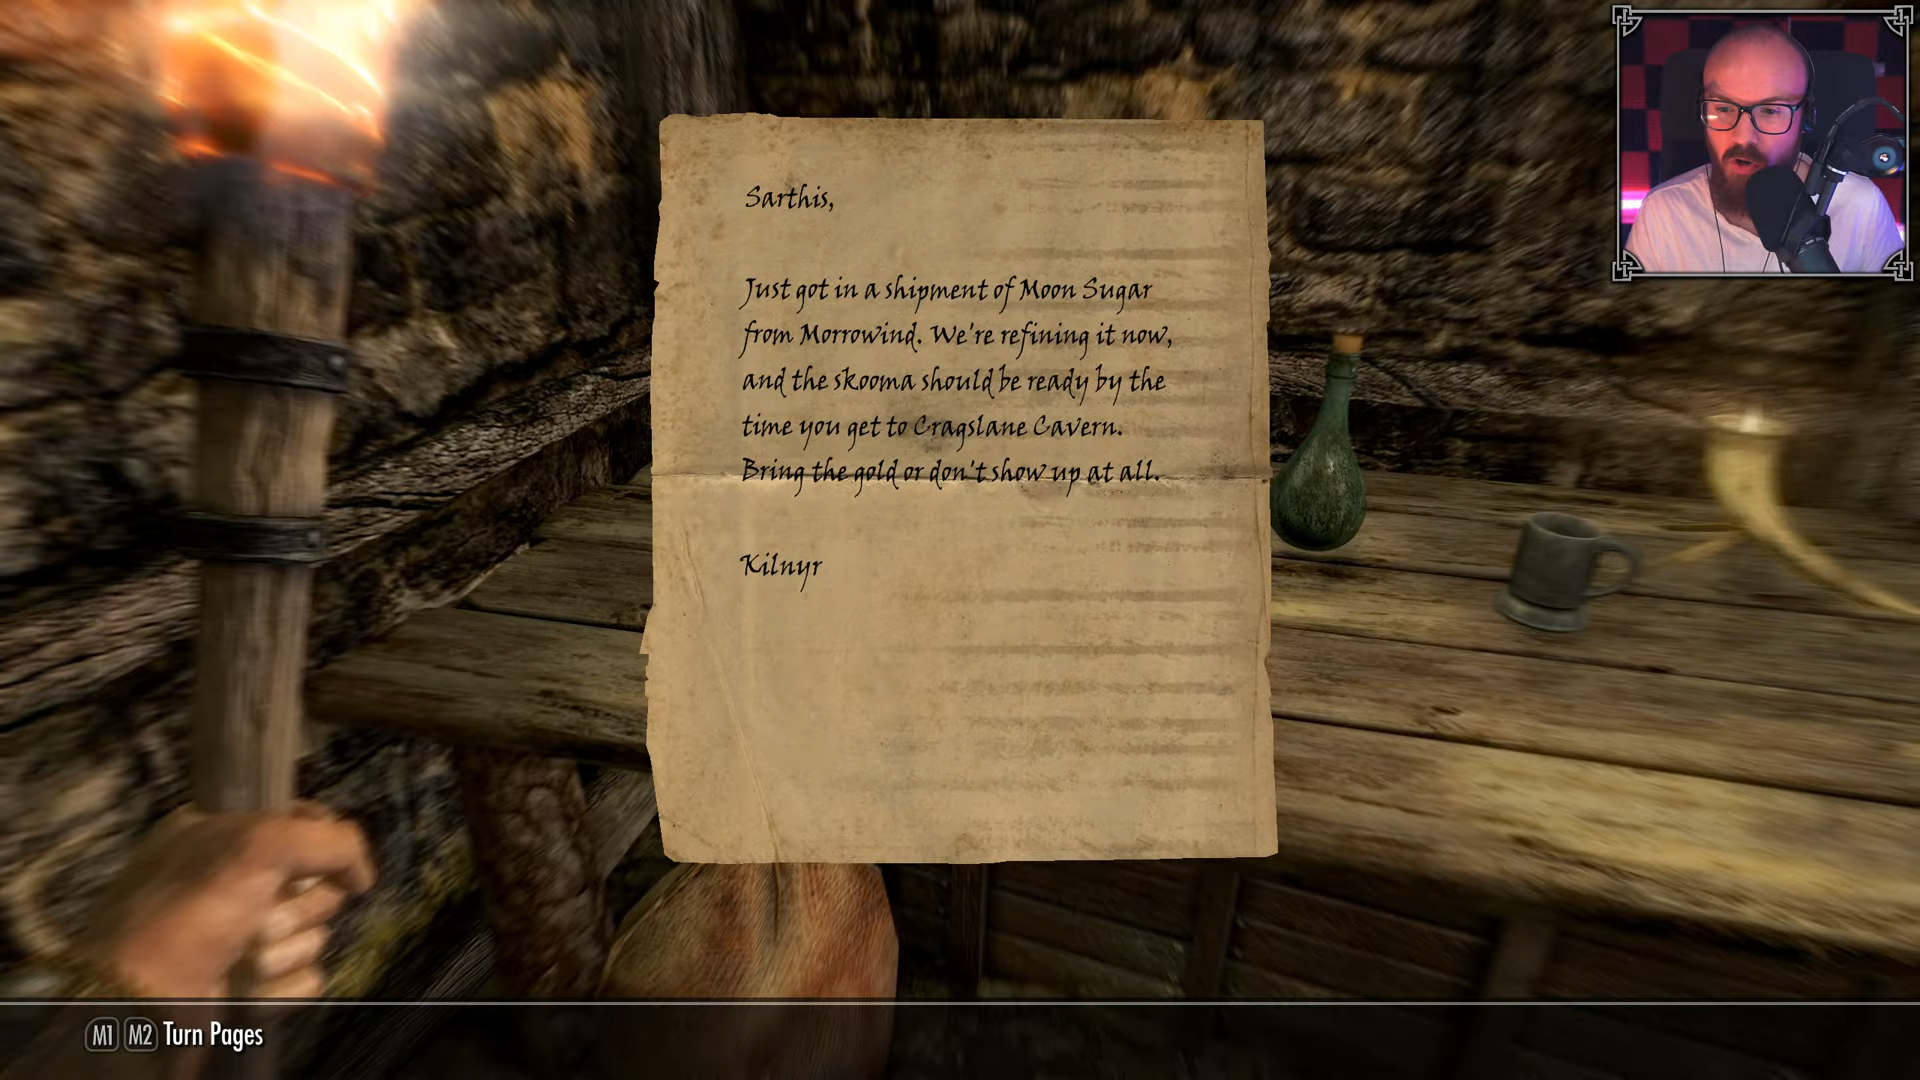 Sarthis,
Just got in a shipment of Moon Sugar
from Morrowind. We're refining it now,
and the skooma should be ready by the
time you get to Cragslane Cavern.
Bring the gold or don't show up at all.
Kilnyr
M1 M2 Turn Pages